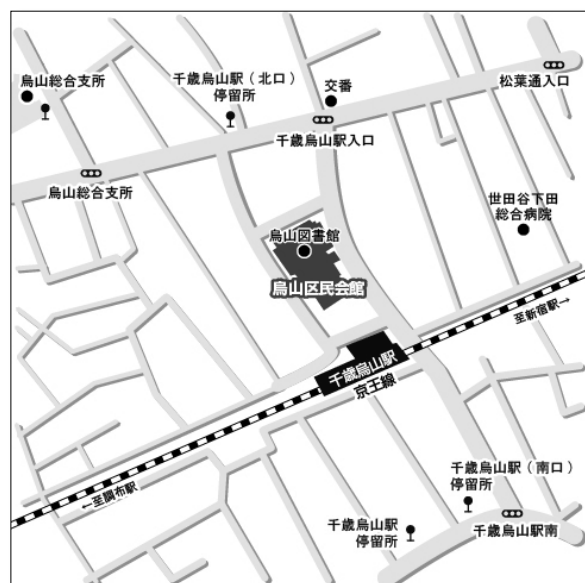 松葉通入口
烏山総合支所
千歳烏山駅（北口）
停留所
交番
千歳烏山駅入口
烏山総合支所
世田谷下田
総合病院
烏山図書館
烏山区民会館
至新宿駅→
千歳烏山駅
京王線
←至調布駅
千歳烏山駅（南口）
停留所
千歳烏山駅
停留所
千歳烏山駅南